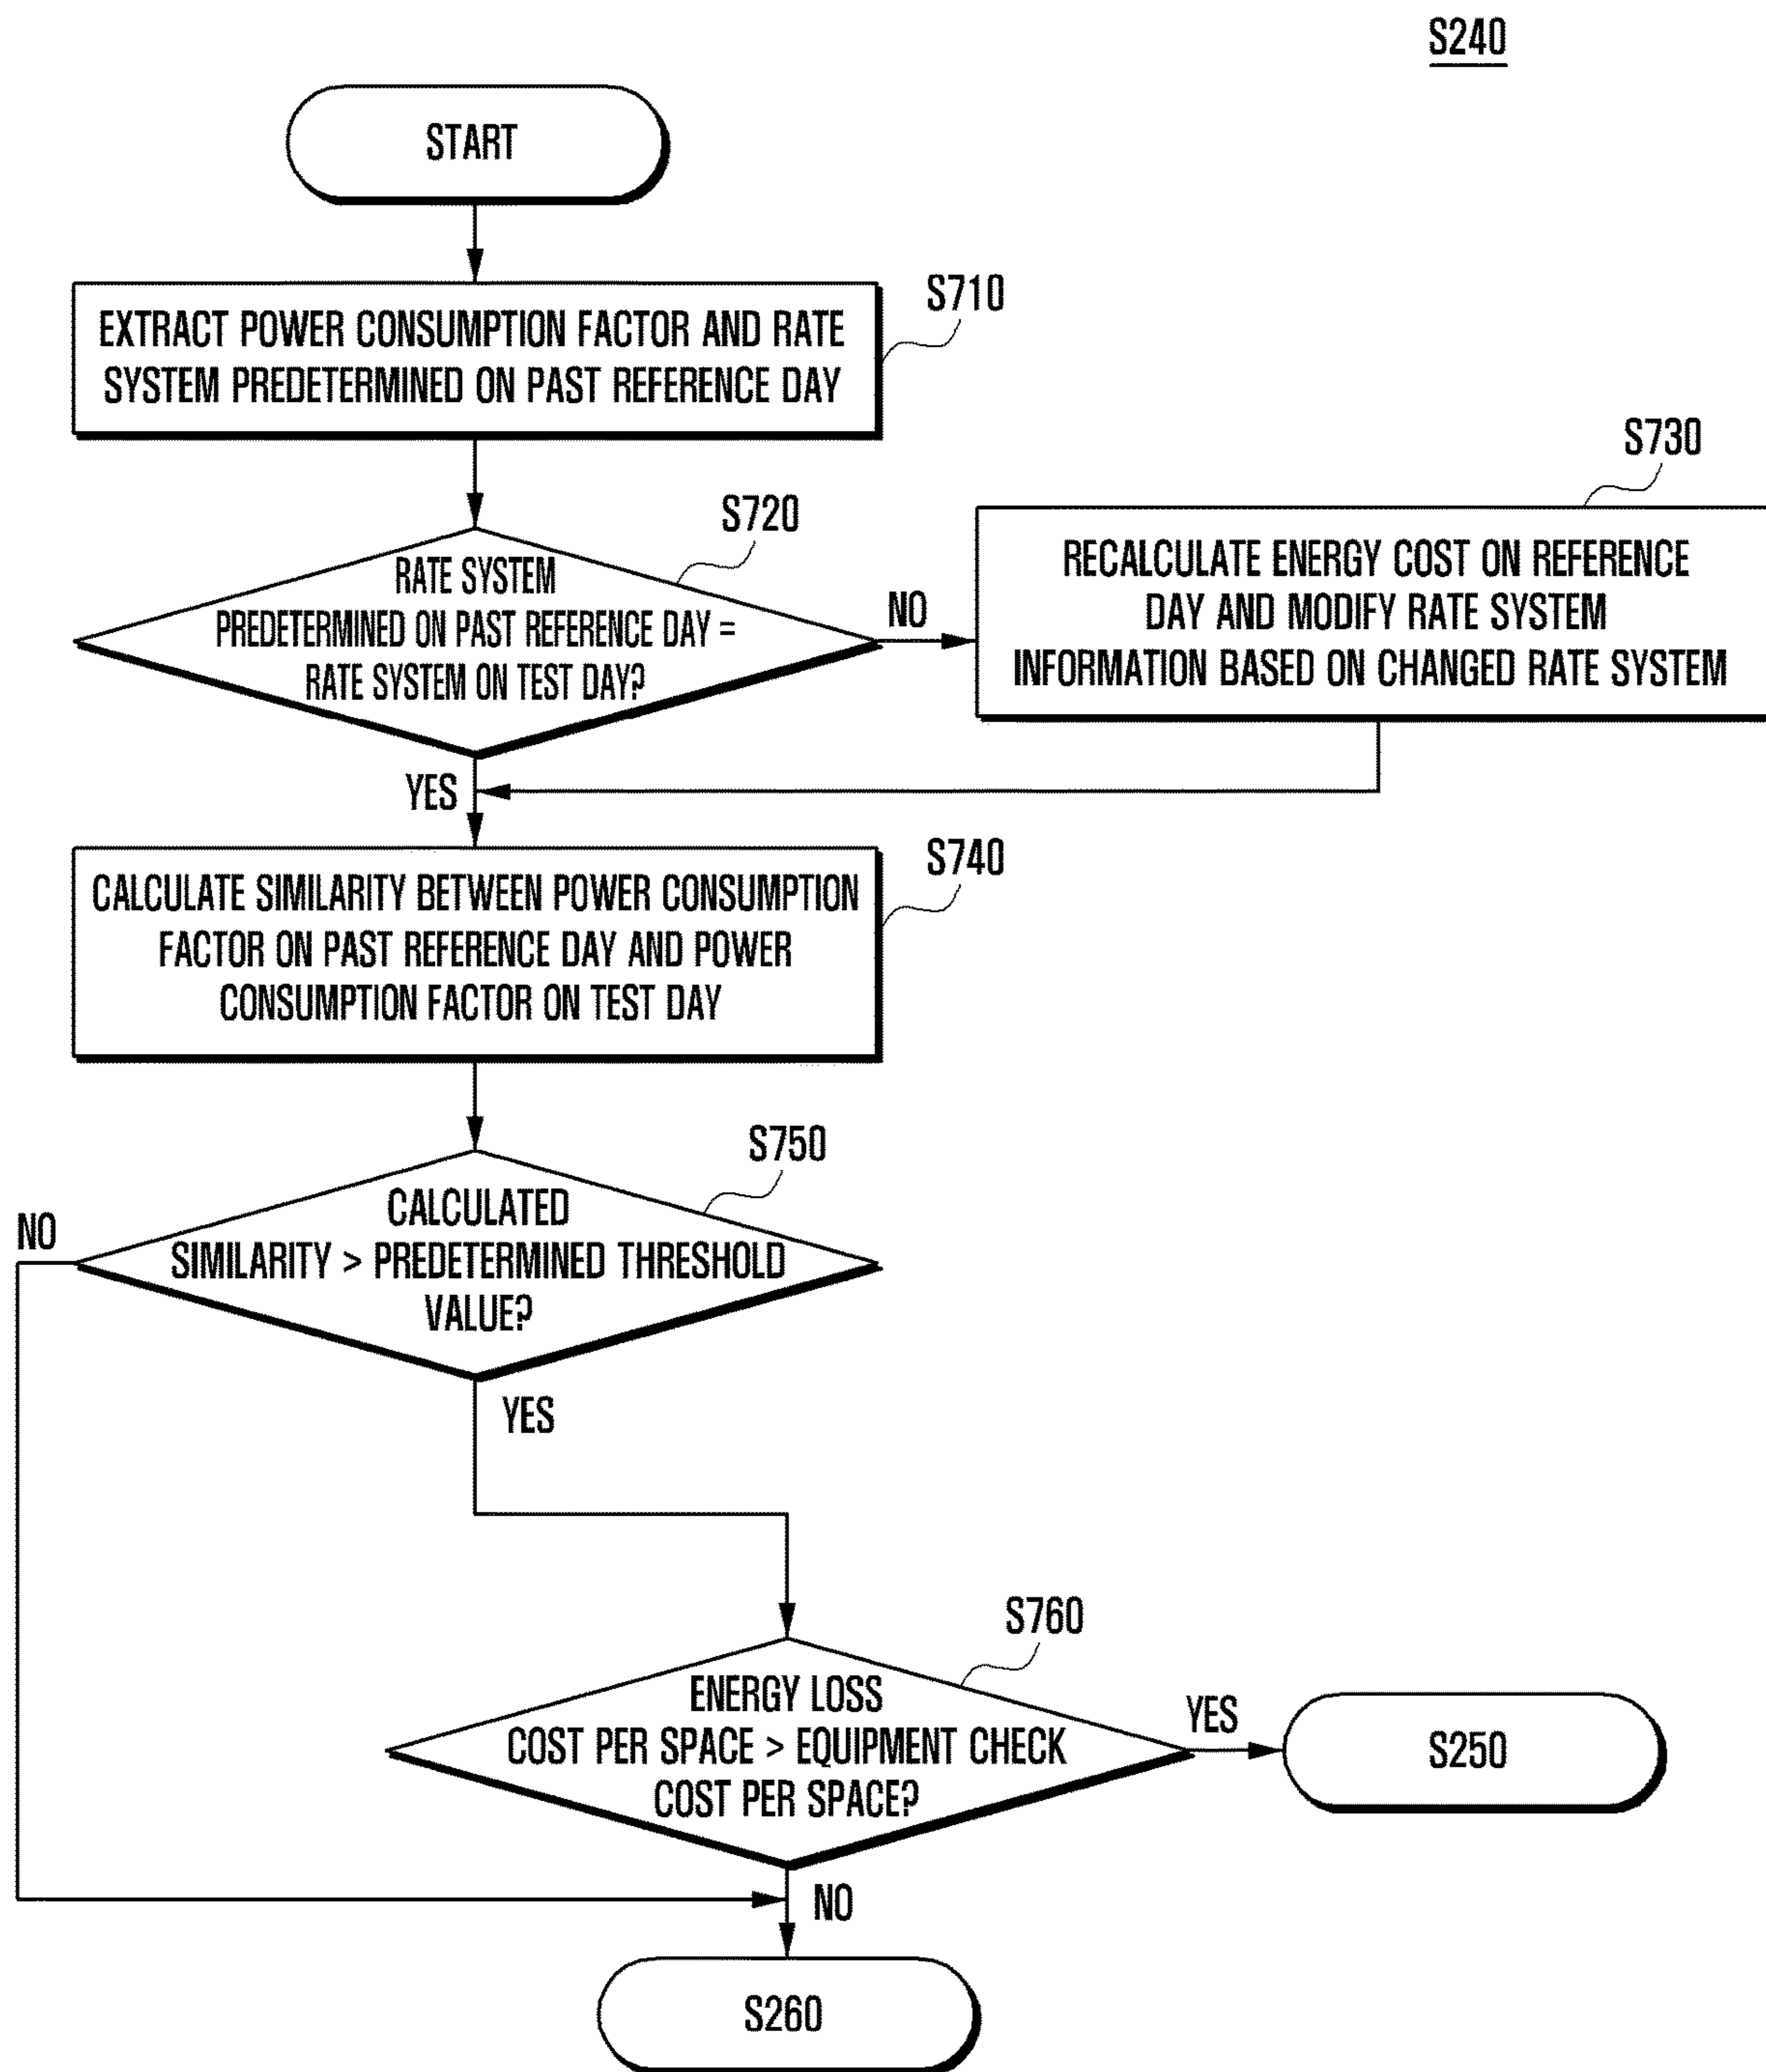 S240
START
S710
EXTRACT POWER CONSUMPTION FACTOR AND RATE
SYSTEM PREDETERMINED ON PAST REFERENCE DAY
S720
RATE SYSTEM
PREDETERMINED ON PAST REFERENCE DAY =
RATE SYSTEM ON TEST DAY?
NO
S730
RECALCULATE ENERGY COST ON REFERENCE
DAY AND MODIFY RATE SYSTEM
INFORMATION BASED ON CHANGED RATE SYSTEM
YES
S740
CALCULATE SIMILARITY BETWEEN POWER CONSUMPTION
FACTOR ON PAST REFERENCE DAY AND POWER
CONSUMPTION FACTOR ON TEST DAY
S750
CALCULATED
SIMILARITY > PREDETERMINED THRESHOLD
VALUE?
NO
YES
S760
ENERGY LOSS
COST PER SPACE > EQUIPMENT CHECK
COST PER SPACE?
YES
S250
NO
S260